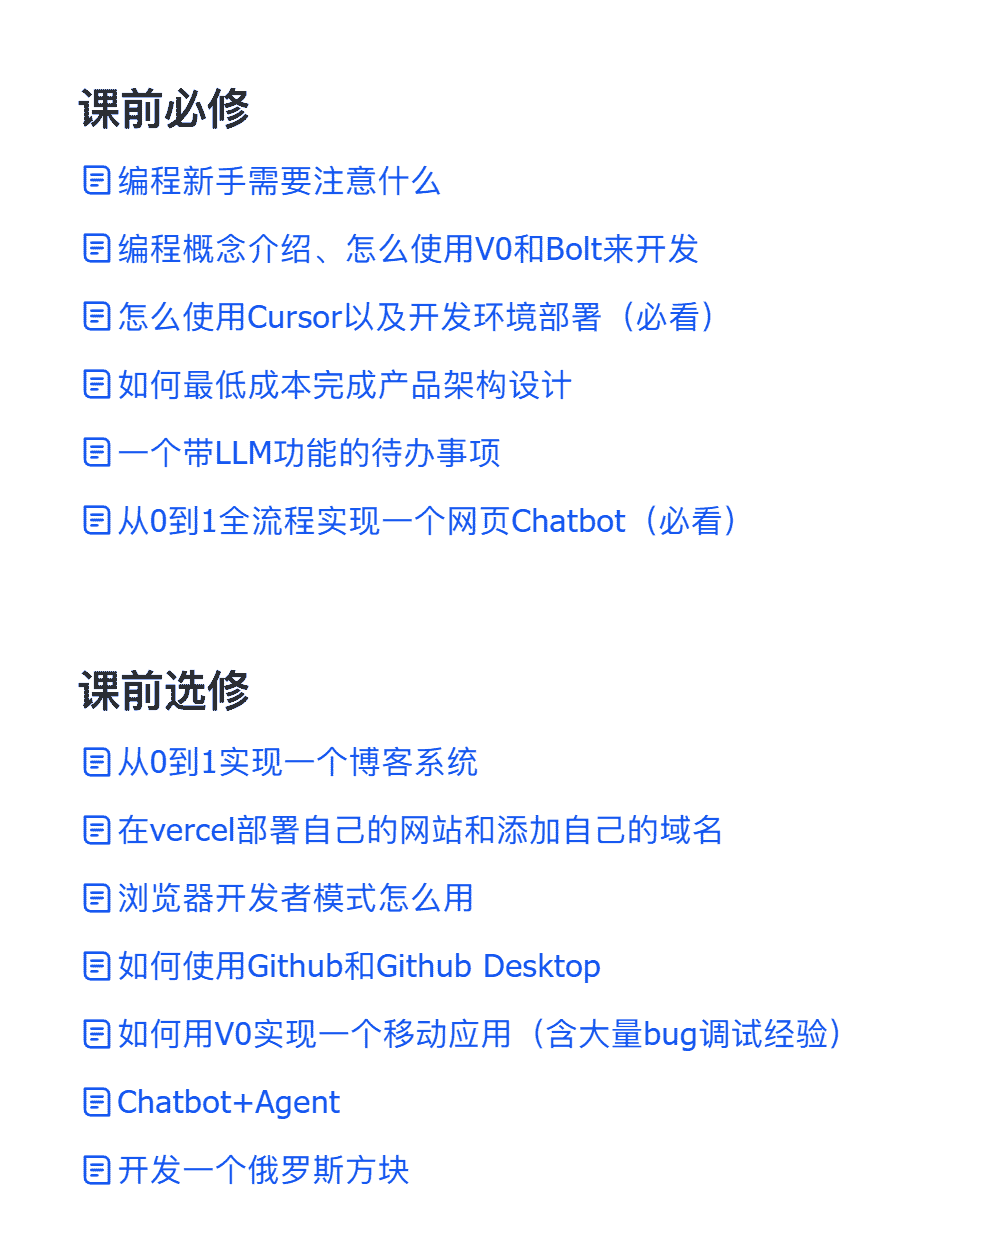 课前必修
编程新手需要注意什么
编程概念介绍、怎么使用V0和Bolt来开发
怎么使用Cursor以及开发环境部署（必看）
如何最低成本完成产品架构设计
一个带LLM功能的待办事项
从0到1全流程实现一个网页Chatbot（必看）
课前选修
从0到1实现一个博客系统
在vercel部署自己的网站和添加自己的域名
浏览器开发者模式怎么用
如何使用Github和Github Desktop
如何用V0实现一个移动应用（含大量bug调试经验）
Chatbot+Agent
开发一个俄罗斯方块